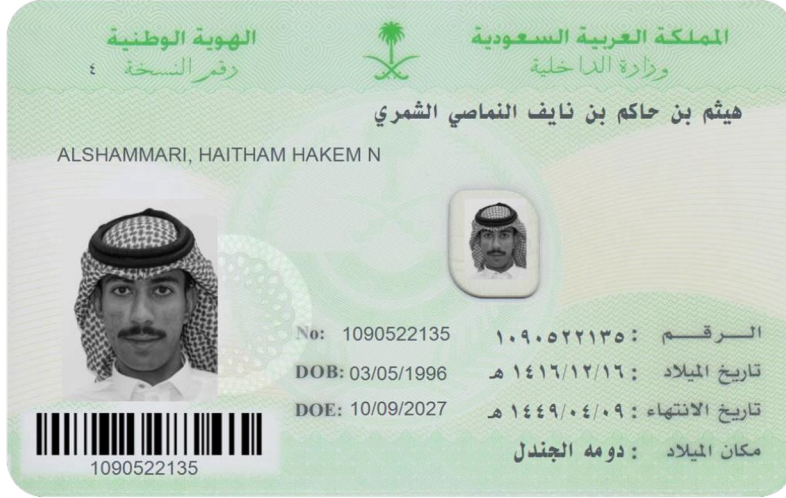 المملكة العربية السعودية
وزارة الداخلية
الهوية الوطنية
رقم النسخة ٤
هيثم بن حاكم بن نايف النماصي الشمري
ALSHAMMARI, HAITHAM HAKEM N
الـــرقـــم : ١٠٩٠٥٢٢١٣٥ No: 1090522135
تاريخ الميلاد : ١٤١٦/١٢/١٦ هـ DOB: 03/05/1996
تاريخ الانتهاء : ١٤٤٩/٠٤/٠٩ هـ DOE: 10/09/2027
مكان الميلاد : دومه الجندل
1090522135